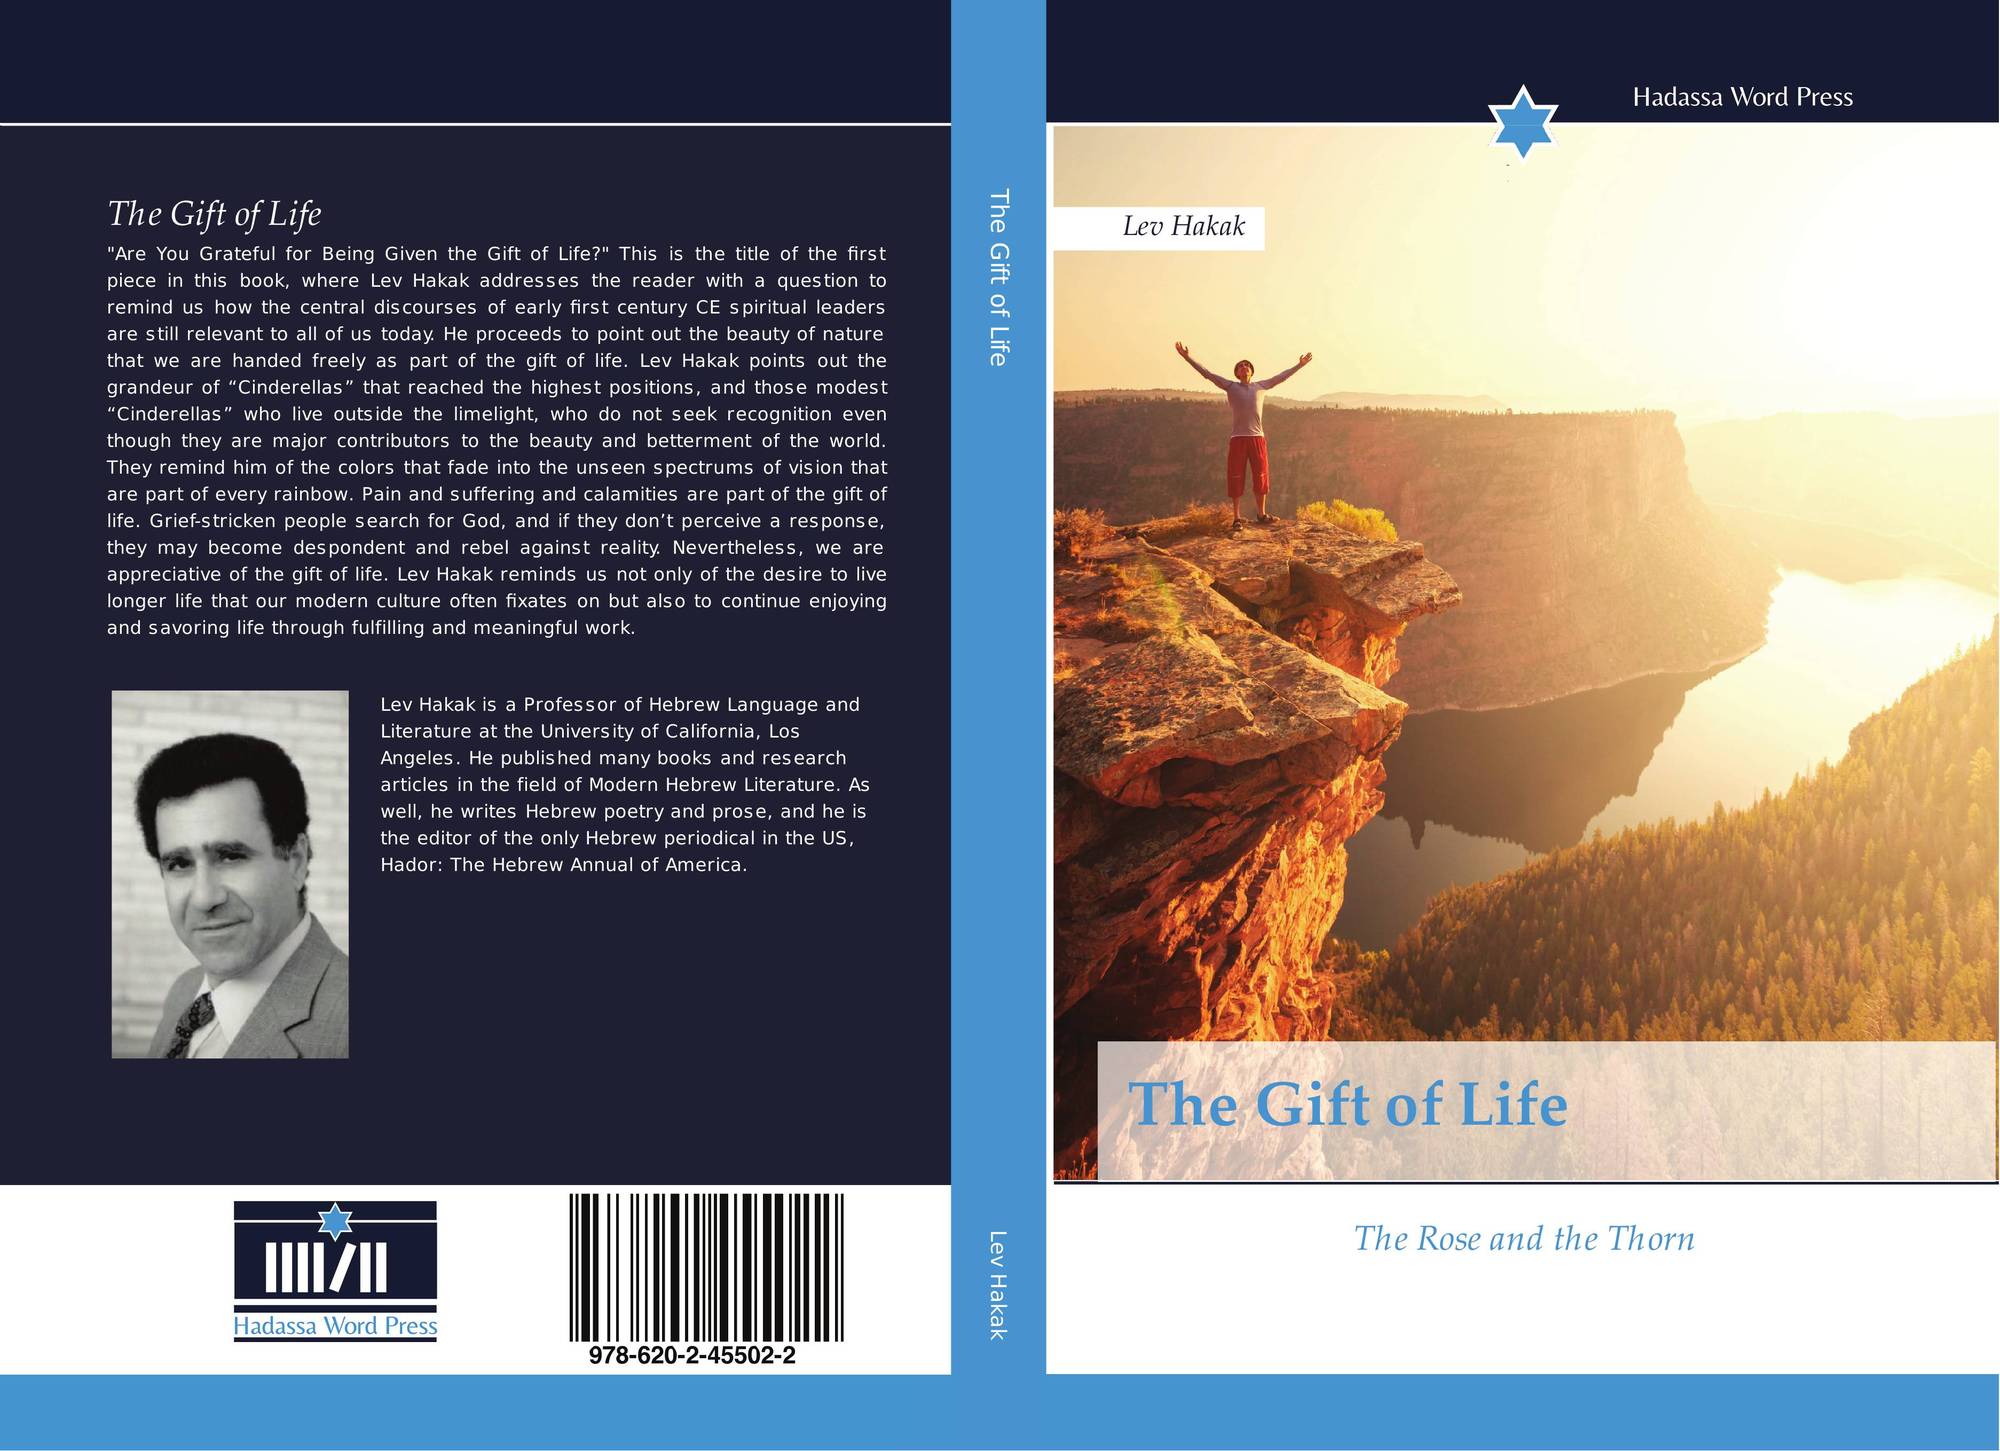 The Gift of Life
"Are You Grateful for Being Given the Gift of Life?" This is the title of the first
piece in this book, where Lev Hakak addresses the reader with a question to
remind us how the central discourses of early first century CE spiritual leaders
are still relevant to all of us today. He proceeds to point out the beauty of nature
that we are handed freely as part of the gift of life. Lev Hakak points out the
grandeur of “Cinderellas” that reached the highest positions, and those modest
“Cinderellas” who live outside the limelight, who do not seek recognition even
though they are major contributors to the beauty and betterment of the world.
They remind him of the colors that fade into the unseen spectrums of vision that
are part of every rainbow. Pain and suffering and calamities are part of the gift of
life. Grief-stricken people search for God, and if they don’t perceive a response,
they may become despondent and rebel against reality. Nevertheless, we are
appreciative of the gift of life. Lev Hakak reminds us not only of the desire to live
longer life that our modern culture often fixates on but also to continue enjoying
and savoring life through fulfilling and meaningful work.
Lev Hakak is a Professor of Hebrew Language and
Literature at the University of California, Los
Angeles. He published many books and research
articles in the field of Modern Hebrew Literature. As
well, he writes Hebrew poetry and prose, and he is
the editor of the only Hebrew periodical in the US,
Hador: The Hebrew Annual of America.
Hadassa Word Press
978-620-2-45502-2
The Gift of Life
Lev Hakak
Hadassa Word Press
Lev Hakak
The Gift of Life
The Rose and the Thorn